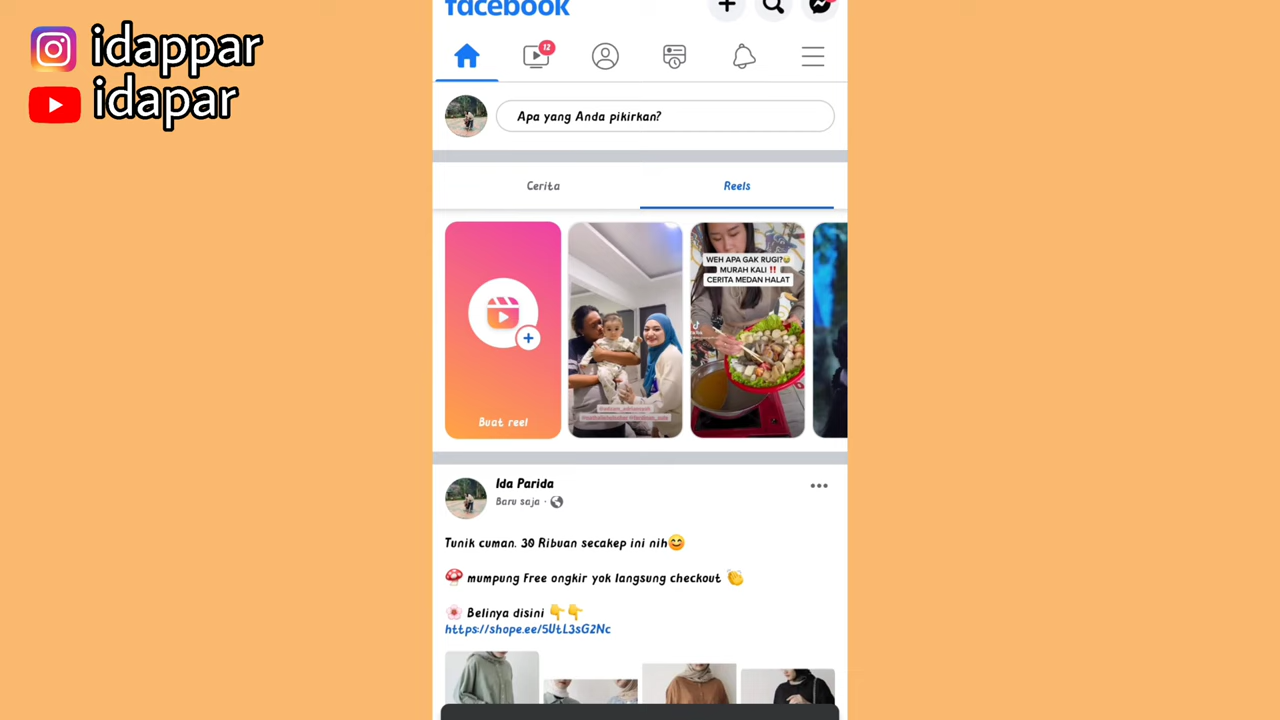 idappar
idapar
facebook
12
Apa yang Anda pikirkan?
Cerita
Reels
WEH APA GAK RUGI?😭
MURAH KALI ‼️
CERITA MEDAN HALAT
Buat reel
Ida Parida
Baru saja ·
Tunik cuman. 30 Ribuan secakep ini nih😊
🍄 mumpung Free ongkir yok langsung checkout 👏
🌸 Belinya disini 👇👇
https://shope.ee/5UtL3sG2Nc